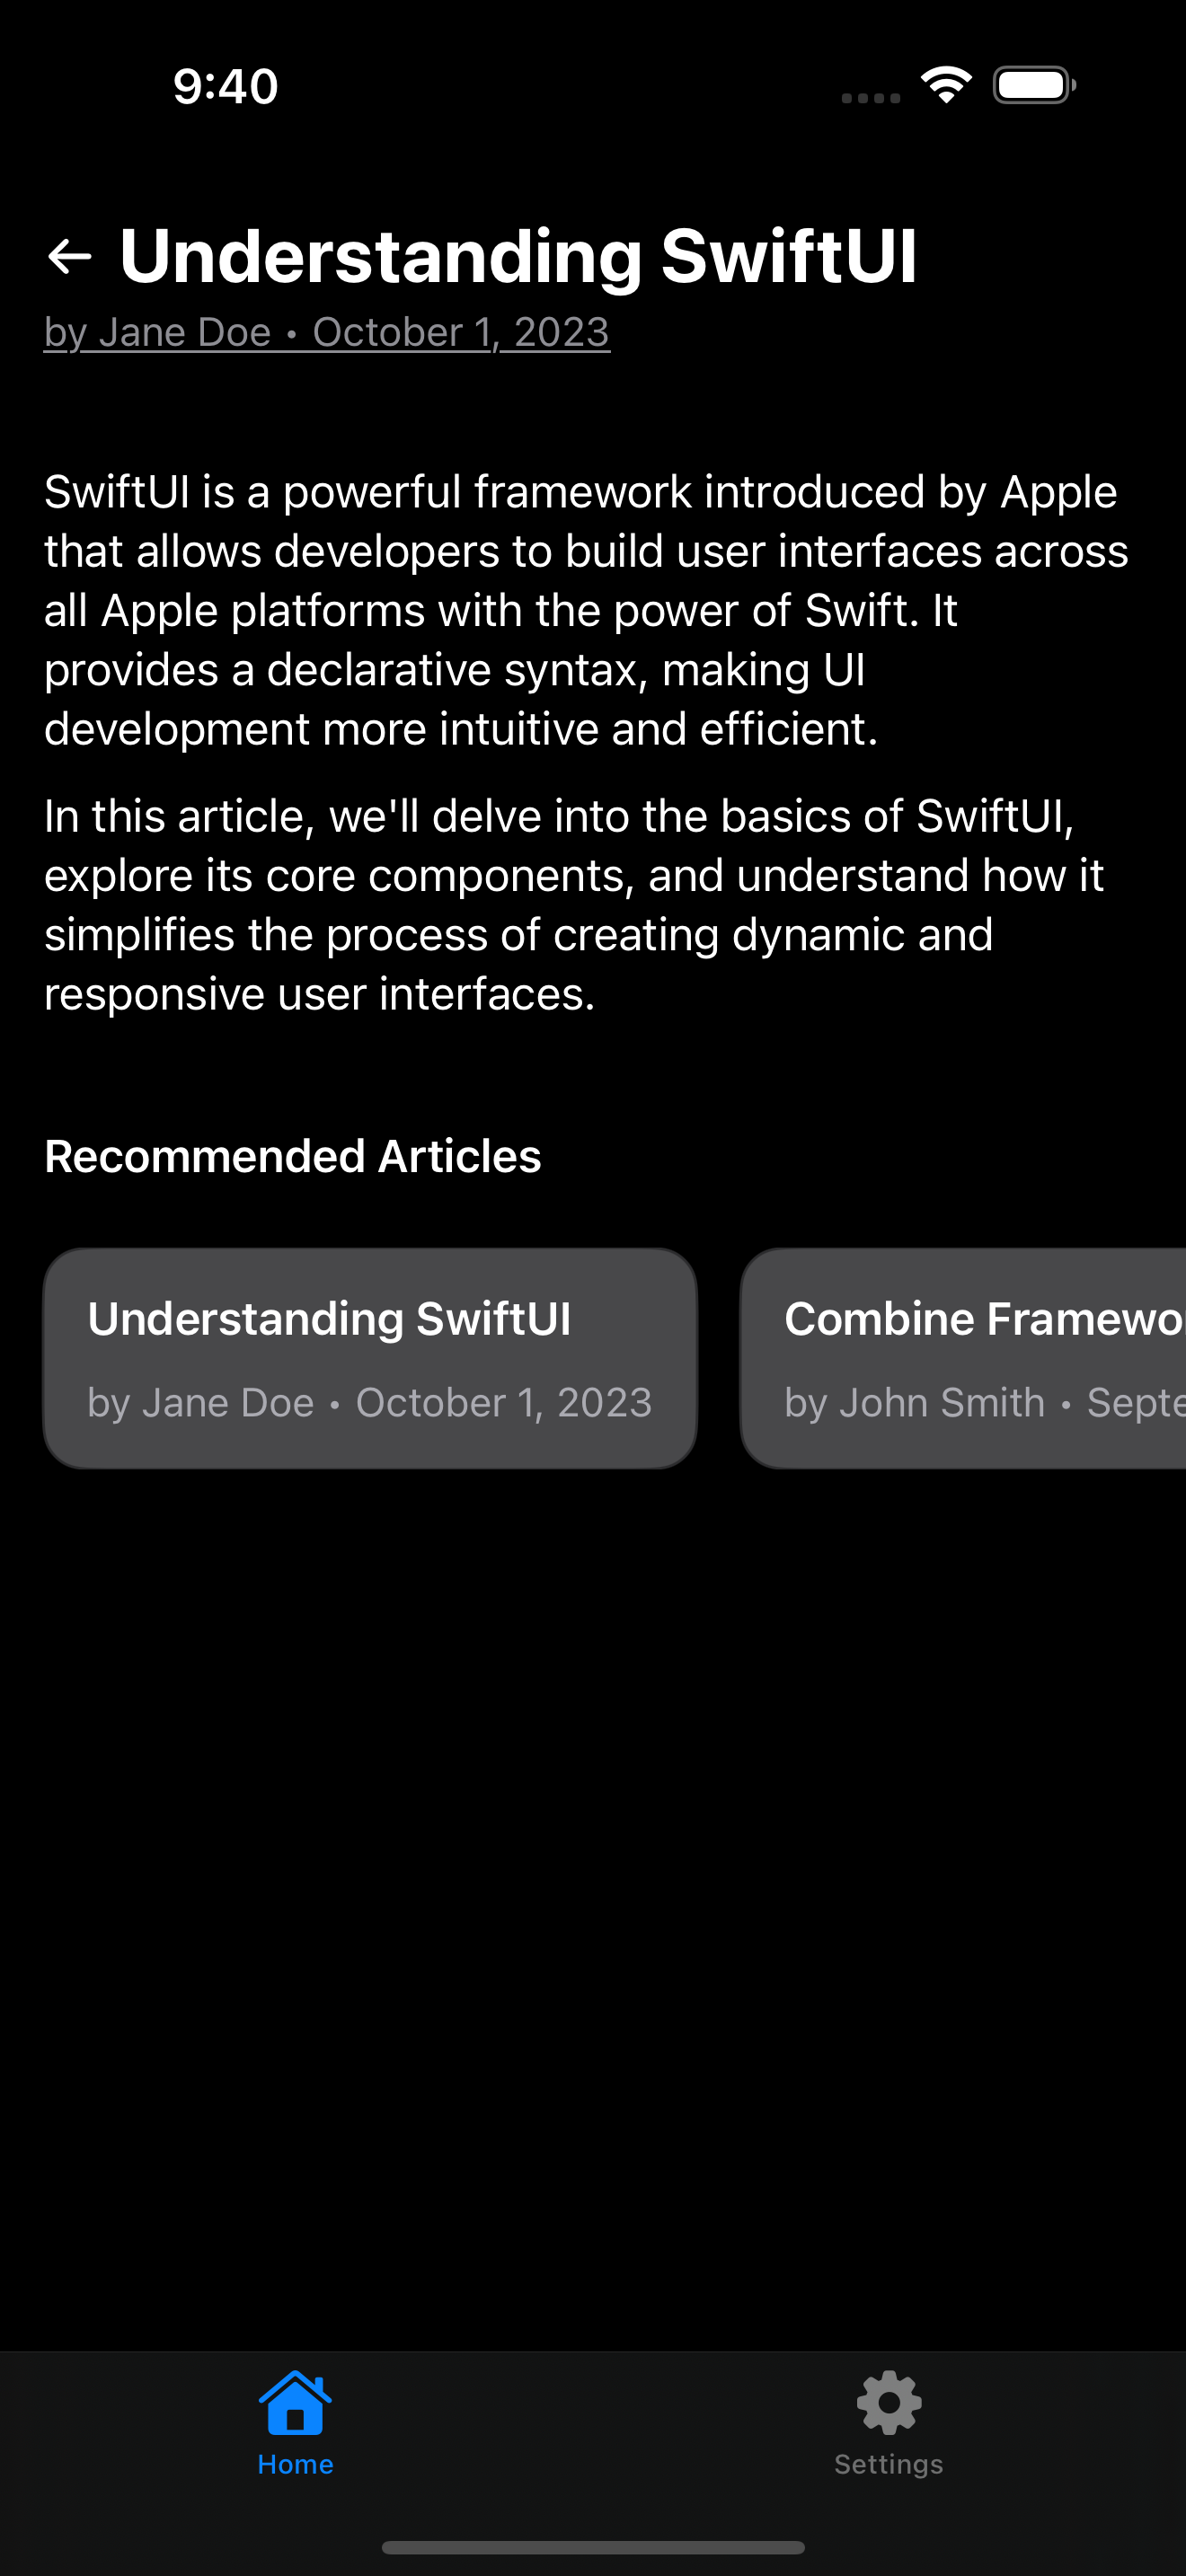 9:40
Understanding SwiftUI
by Jane Doe • October 1, 2023
SwiftUI is a powerful framework introduced by Apple
that allows developers to build user interfaces across
all Apple platforms with the power of Swift. It
provides a declarative syntax, making UI
development more intuitive and efficient.
In this article, we'll delve into the basics of SwiftUI,
explore its core components, and understand how it
simplifies the process of creating dynamic and
responsive user interfaces.
Recommended Articles
Understanding SwiftUI
by Jane Doe • October 1, 2023
Combine Framewo
by John Smith • Septe
Home
Settings